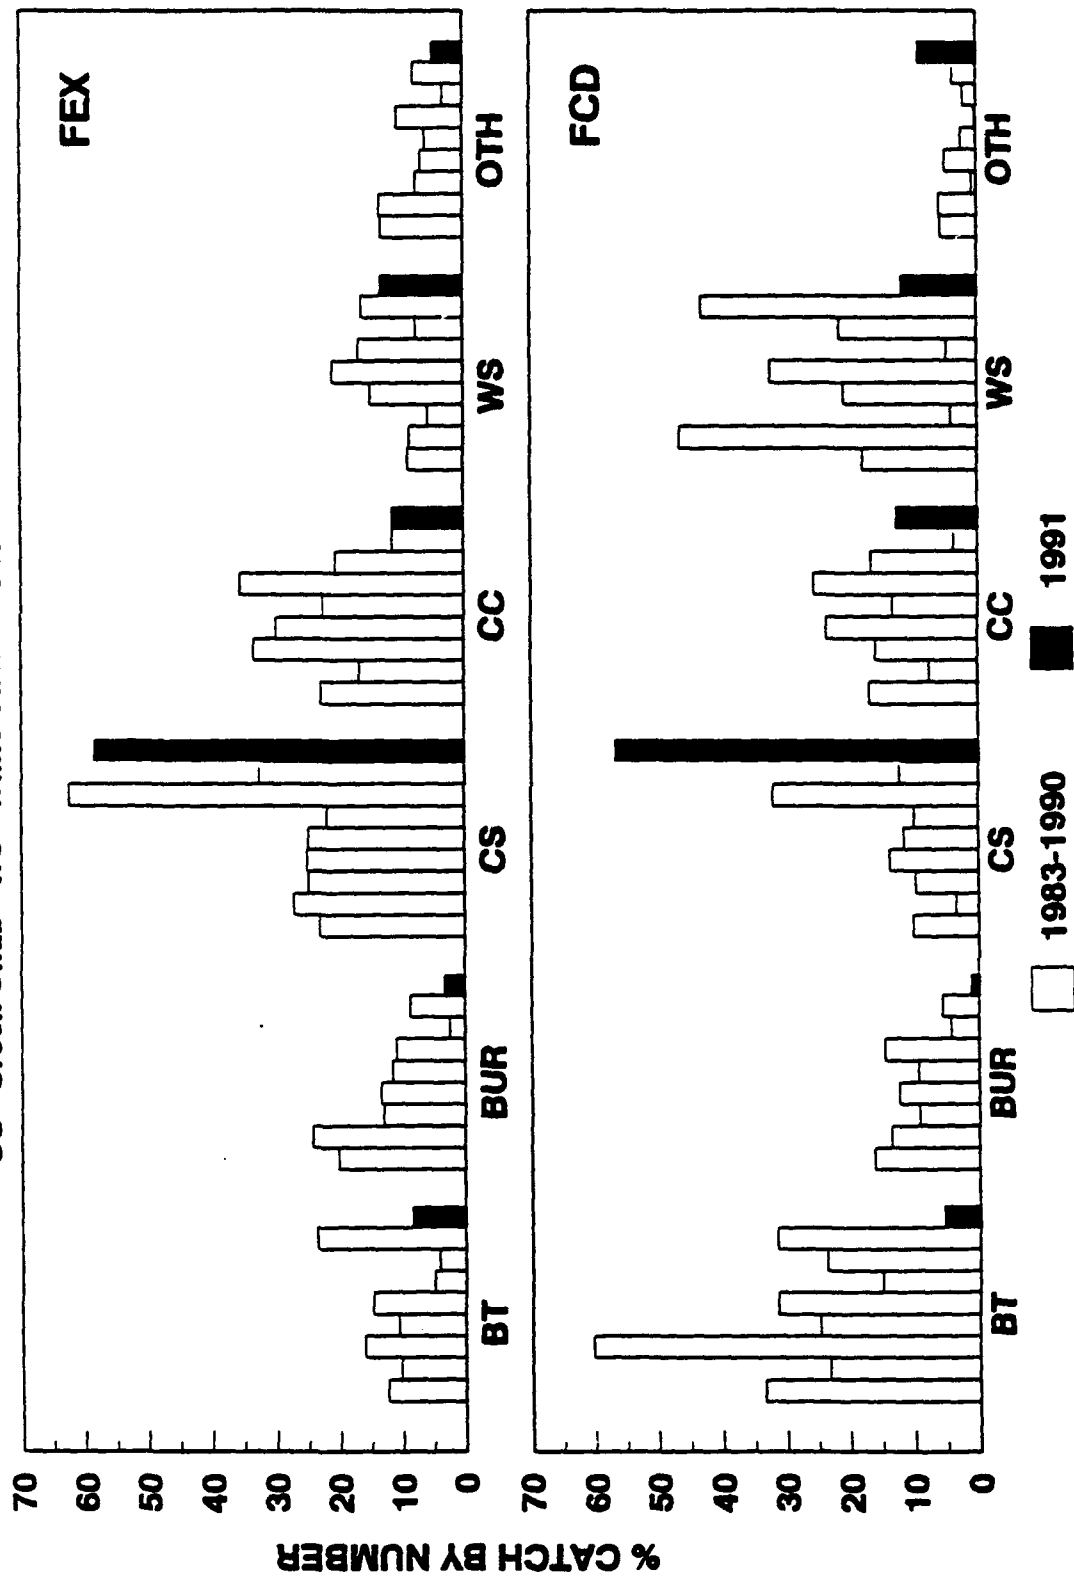 FEX
70
60
50
40
30
20
10
0
BT
BUR
CS
CC
WS
OTH
FCD
70
60
50
40
30
20
10
0
BT
BUR
CS
CC
WS
OTH
% CATCH BY NUMBER
1983-1990
1991